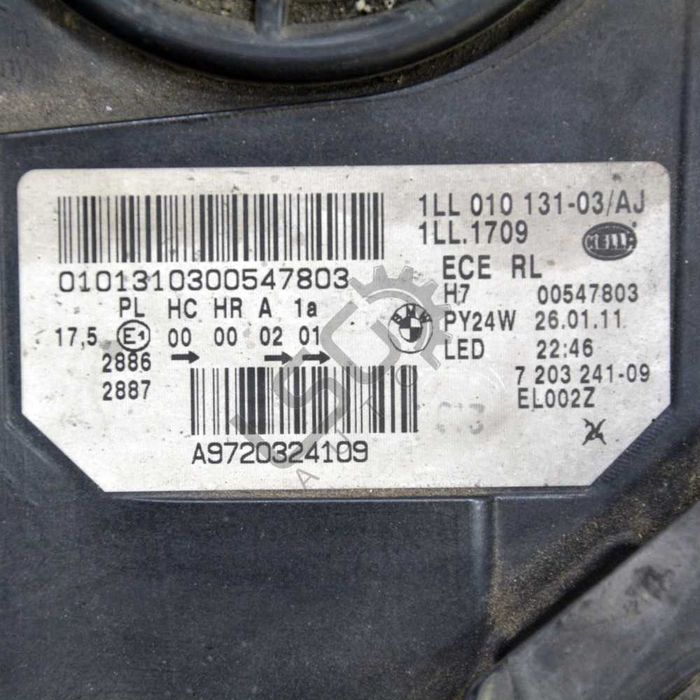 1LL 010 131-03/AJ
1LL.1709
HELLA
0101310300547803
ECE RL
PL HC HR A 1a
H7 00547803
17,5 E1 00 00 02 01
PY24W 26.01.11
2886
LED 22:46
2887
7 203 241-09
EL002Z
A9720324109
BMW
AUTO